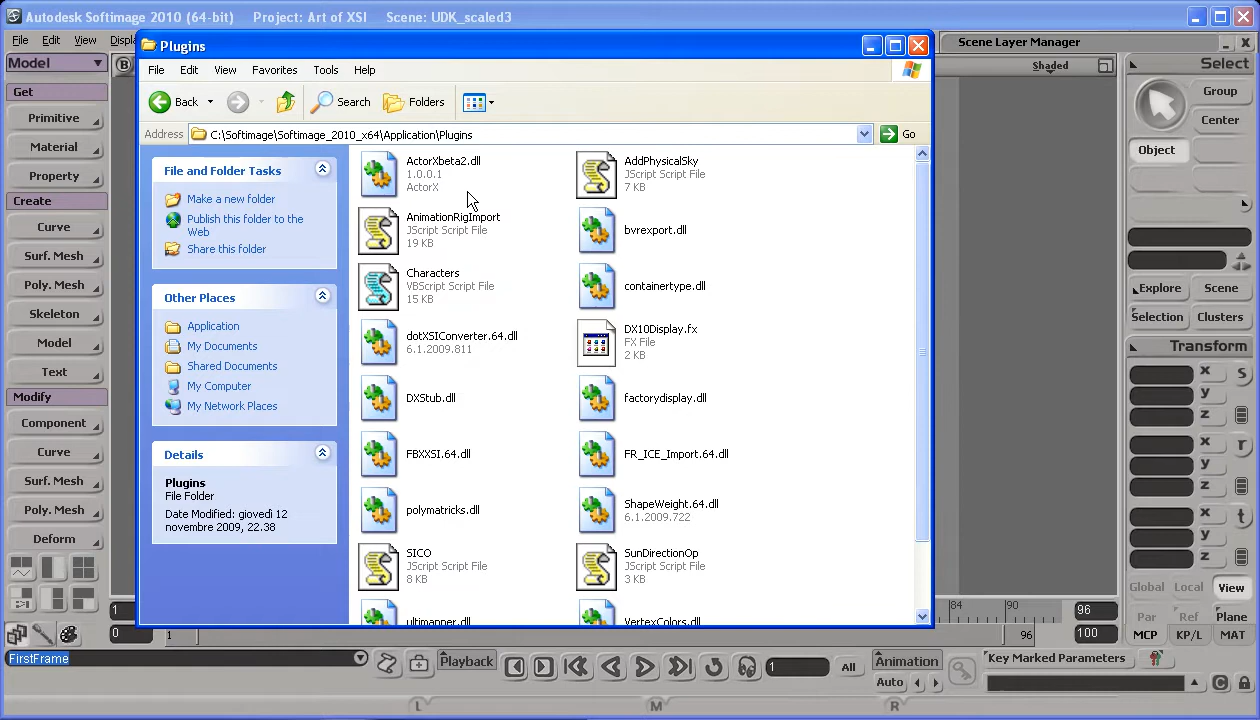 Autodesk Softimage 2010 (64-bit)    Project: Art of XSI    Scene: UDK_scaled3
File Edit View Displa
Plugins
Scene Layer Manager
Model
B
File Edit View Favorites Tools Help
Shaded
Select
Get
Back Search Folders
Group
Primitive
Center
Address C:\Softimage\Softimage_2010_x64\Application\Plugins Go
Material
Object
Property
File and Folder Tasks
Make a new folder
Publish this folder to the
Web
Share this folder
ActorXbeta2.dll
1.0.0.1
ActorX
AddPhysicalSky
JScript Script File
7 KB
Create
Curve
AnimationRigImport
JScript Script File
19 KB
bvrexport.dll
Surf. Mesh
Poly. Mesh
Skeleton
Model
Text
Other Places
Application
My Documents
Shared Documents
My Computer
My Network Places
Characters
VBScript Script File
15 KB
containertype.dll
Explore Scene
Selection Clusters
dotXSIConverter.64.dll
6.1.2009.811
DX10Display.fx
FX File
2 KB
Transform
x s
y
z
Modify
Component
Curve
Surf. Mesh
Poly. Mesh
Deform
DXStub.dll
factorydisplay.dll
x
y r
z
Details
Plugins
File Folder
Date Modified: giovedì 12
novembre 2009, 22.38
FBXXSI.64.dll
FR_ICE_Import.64.dll
polymatricks.dll
ShapeWeight.64.dll
6.1.2009.722
x t
y
z
SICO
JScript Script File
8 KB
SunDirectionOp
JScript Script File
3 KB
Global Local View
Par Ref Plane
ultimapper.dll
VertexColors.dll
1 84 90 96
0 1 96 100
MCP KP/L MAT
FirstFrame
Playback 1 All
Animation
Auto
Key Marked Parameters
C
L M R